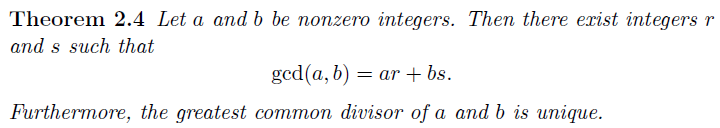 Theorem 2.4 Let a and b be nonzero integers. Then there exist integers r
and s such that
gcd(a, b) = ar + bs.
Furthermore, the greatest common divisor of a and b is unique.